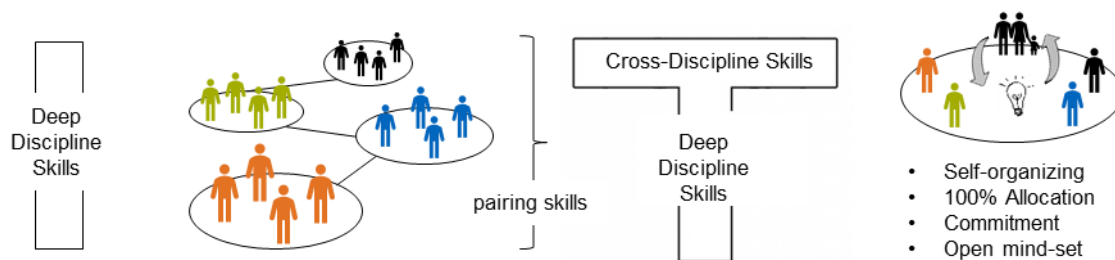 Deep
Discipline
Skills
pairing skills
Cross-Discipline Skills
Deep
Discipline
Skills
• Self-organizing
• 100% Allocation
• Commitment
• Open mind-set